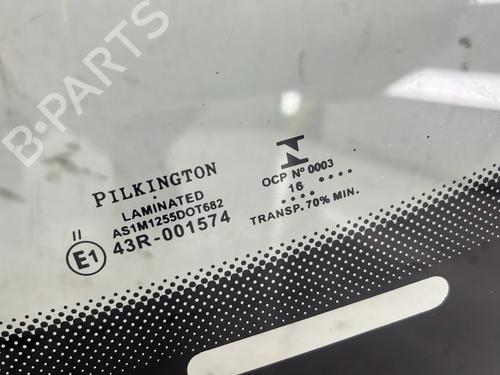 B-PARTS
PILKINGTON
LAMINATED
AS1M1255DOT682
43R-001574
II
E1
OCP Nº 0003
16
TRANSP. 70% MIN.